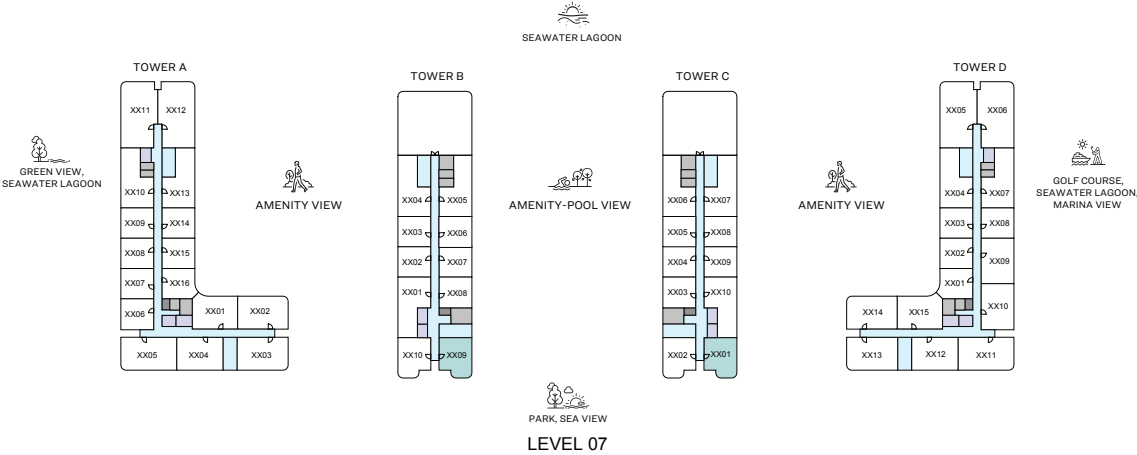 SEAWATER LAGOON
TOWER A
TOWER B
TOWER C
TOWER D
GREEN VIEW,
SEAWATER LAGOON
AMENITY VIEW
AMENITY-POOL VIEW
AMENITY VIEW
GOLF COURSE,
SEAWATER LAGOON,
MARINA VIEW
XX11 XX12
XX10 XX13
XX09 XX14
XX08 XX15
XX07 XX16
XX06 XX01 XX02
XX05 XX04 XX03
XX04 XX05
XX03 XX06
XX02 XX07
XX01 XX08
XX10 XX09
XX06 XX07
XX05 XX08
XX04 XX09
XX03 XX10
XX02 XX01
XX05 XX06
XX04 XX07
XX03 XX08
XX02 XX09
XX01
XX14 XX15 XX10
XX13 XX12 XX11
PARK, SEA VIEW
LEVEL 07